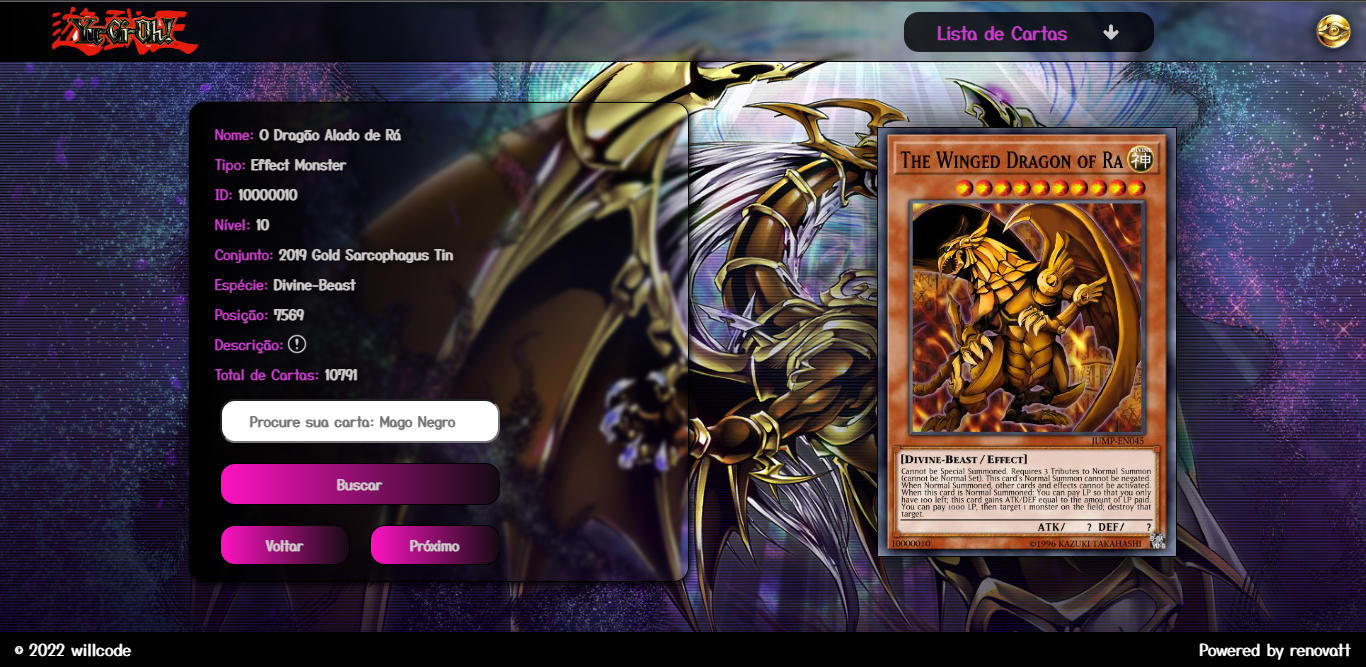 Yu-Gi-Oh!
Lista de Cartas
Nome: O Dragão Alado de Rá
Tipo: Effect Monster
ID: 10000010
Nível: 10
Conjunto: 2019 Gold Sarcophagus Tin
Espécie: Divine-Beast
Posição: 7569
Descrição:
Total de Cartas: 10791
Procure sua carta: Mago Negro
Buscar
Voltar
Próximo
The Winged Dragon of Ra
DIVINE
神
JUMP-EN045
[Divine-Beast / Effect]
Cannot be Special Summoned. Requires 3 Tributes to Normal Summon
(cannot be Normal Set). This card's Normal Summon cannot be negated.
When Normal Summoned, other cards and effects cannot be activated.
When this card is Normal Summoned: You can pay LP so that you only
have 100 left; this card gains ATK/DEF equal to the amount of LP paid.
You can pay 1000 LP, then target 1 monster on the field; destroy that
target.
ATK/ ? DEF/ ?
10000010
©1996 KAZUKI TAKAHASHI
© 2022 willcode
Powered by renovatt